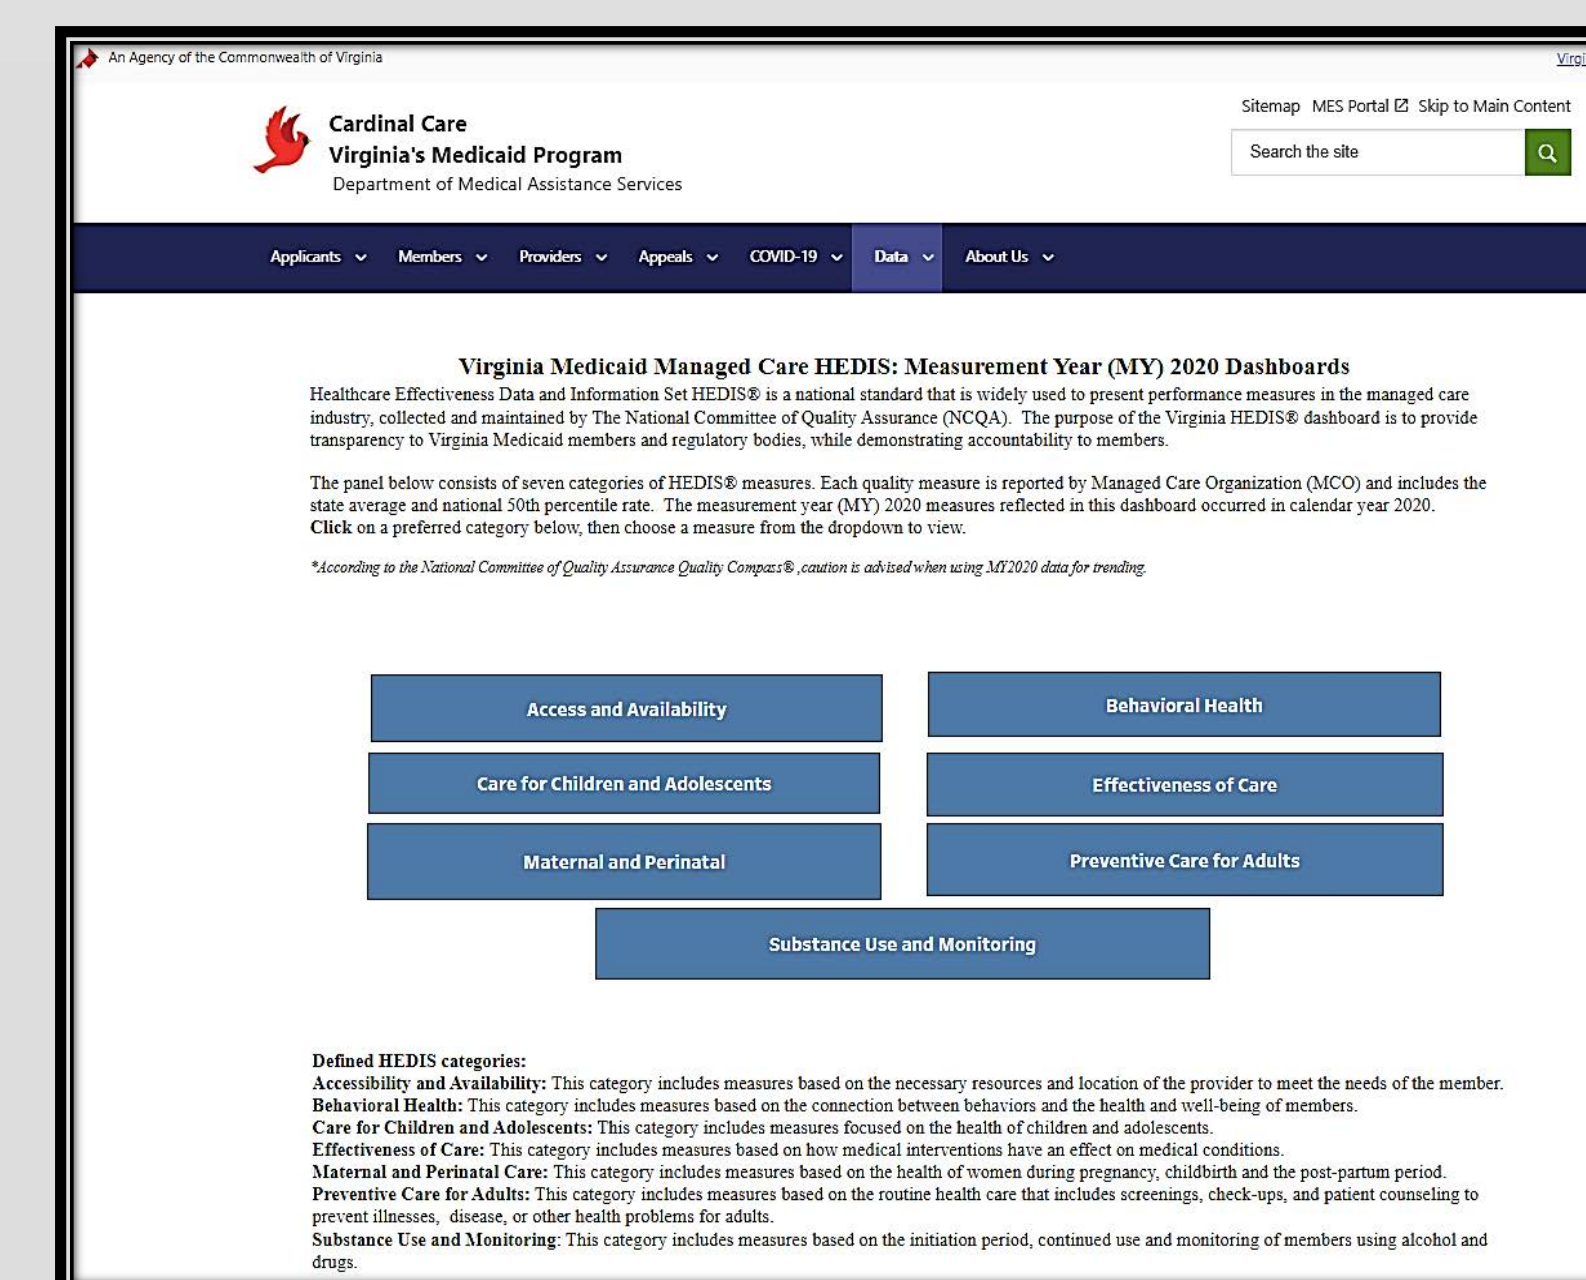 An Agency of the Commonwealth of Virginia
Sitemap MES Portal Skip to Main Content
Cardinal Care
Virginia's Medicaid Program
Department of Medical Assistance Services
Search the site
Applicants Members Providers Appeals COVID-19 Data About Us
Virginia Medicaid Managed Care HEDIS: Measurement Year (MY) 2020 Dashboards
Healthcare Effectiveness Data and Information Set HEDIS® is a national standard that is widely used to present performance measures in the managed care
industry, collected and maintained by The National Committee of Quality Assurance (NCQA). The purpose of the Virginia HEDIS® dashboard is to provide
transparency to Virginia Medicaid members and regulatory bodies, while demonstrating accountability to members.
The panel below consists of seven categories of HEDIS® measures. Each quality measure is reported by Managed Care Organization (MCO) and includes the
state average and national 50th percentile rate. The measurement year (MY) 2020 measures reflected in this dashboard occurred in calendar year 2020.
Click on a preferred category below, then choose a measure from the dropdown to view.
*According to the National Committee of Quality Assurance Quality Compass® ,caution is advised when using MY2020 data for trending.
Access and Availability
Behavioral Health
Care for Children and Adolescents
Effectiveness of Care
Maternal and Perinatal
Preventive Care for Adults
Substance Use and Monitoring
Defined HEDIS categories:
Accessibility and Availability: This category includes measures based on the necessary resources and location of the provider to meet the needs of the member.
Behavioral Health: This category includes measures based on the connection between behaviors and the health and well-being of members.
Care for Children and Adolescents: This category includes measures focused on the health of children and adolescents.
Effectiveness of Care: This category includes measures based on how medical interventions have an effect on medical conditions.
Maternal and Perinatal Care: This category includes measures based on the health of women during pregnancy, childbirth and the post-partum period.
Preventive Care for Adults: This category includes measures based on the routine health care that includes screenings, check-ups, and patient counseling to
prevent illnesses, disease, or other health problems for adults.
Substance Use and Monitoring: This category includes measures based on the initiation period, continued use and monitoring of members using alcohol and
drugs.